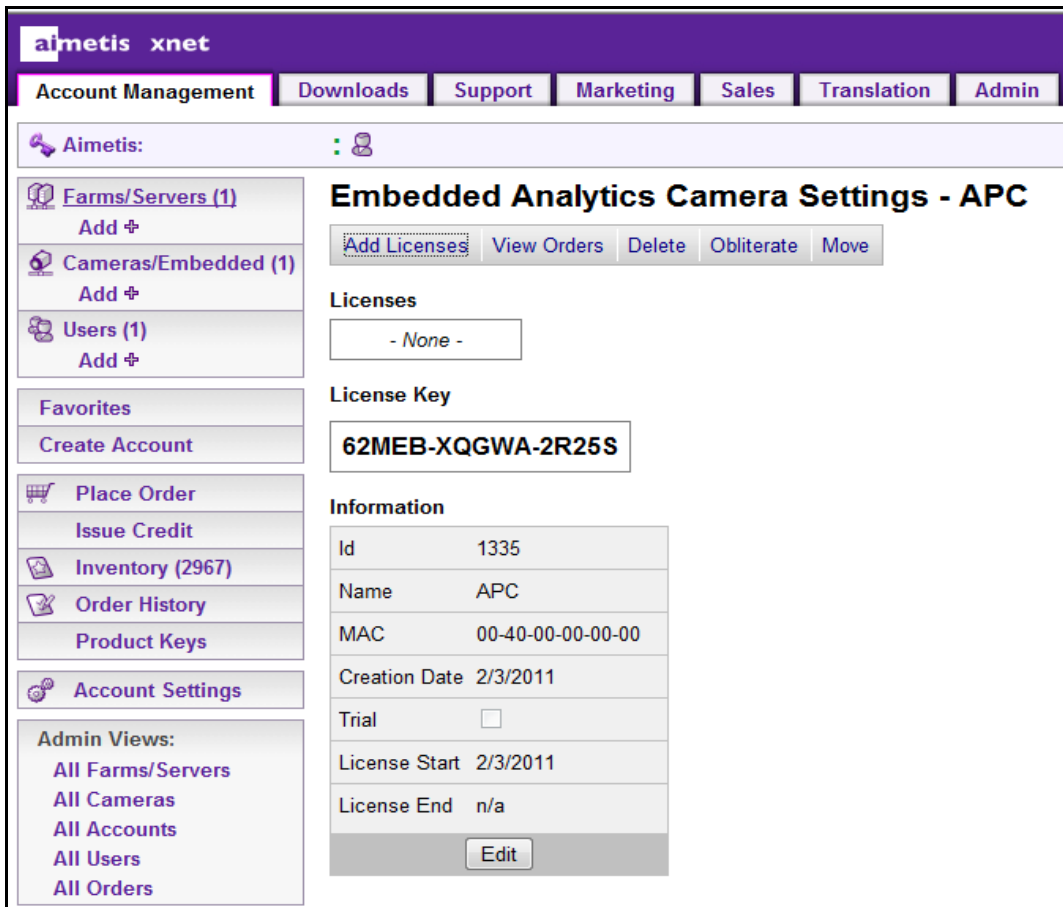 aimetis xnet
Account Management Downloads Support Marketing Sales Translation Admin
Aimetis: :
Farms/Servers (1)
Add
Cameras/Embedded (1)
Add
Users (1)
Add
Favorites
Create Account
Place Order
Issue Credit
Inventory (2967)
Order History
Product Keys
Account Settings
Admin Views:
All Farms/Servers
All Cameras
All Accounts
All Users
All Orders
Embedded Analytics Camera Settings - APC
Add Licenses View Orders Delete Obliterate Move
Licenses
- None -
License Key
62MEB-XQGWA-2R25S
Information
Id 1335
Name APC
MAC 00-40-00-00-00-00
Creation Date 2/3/2011
Trial
License Start 2/3/2011
License End n/a
Edit